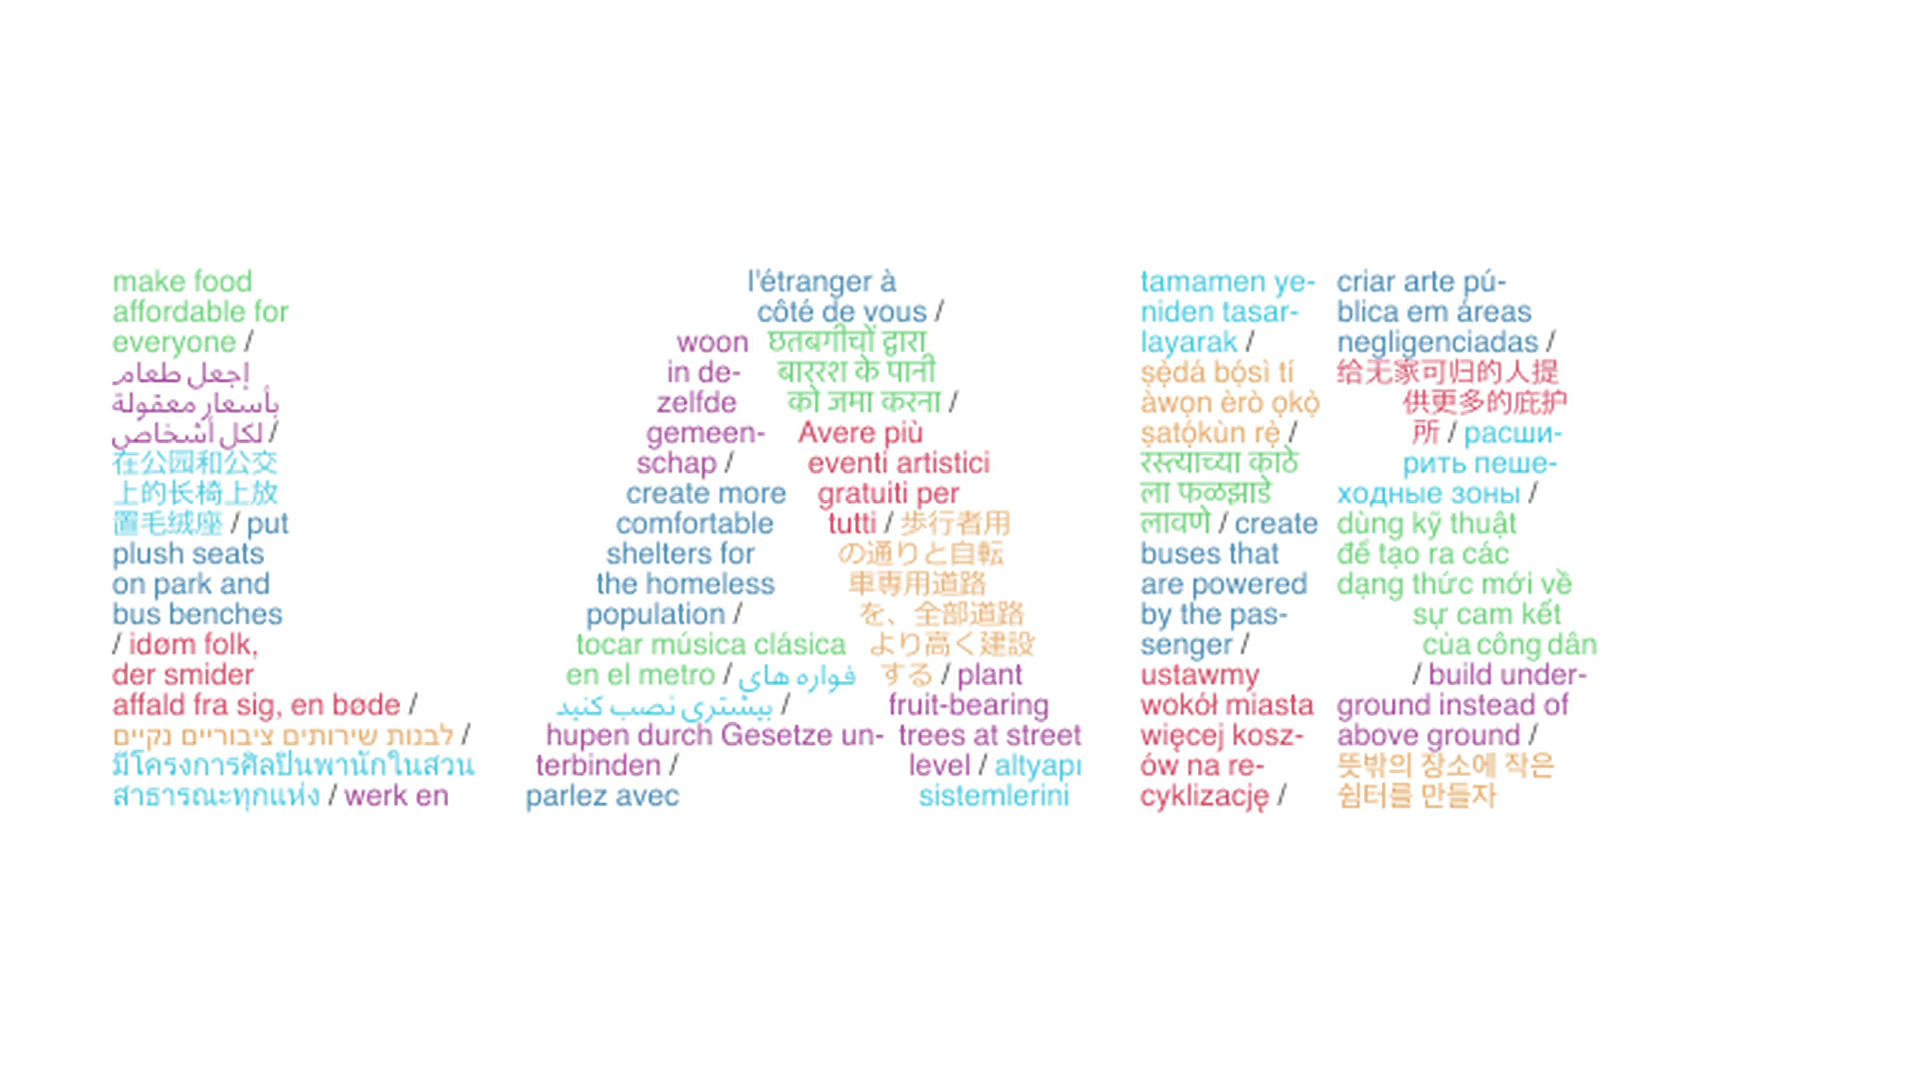 make food
affordable for
everyone /
إجعل طعام
بأسعار معقولة
لكل أشخاص /
在公园和公交
上的长椅上放
置毛绒座 / put
plush seats
on park and
bus benches
/ idøm folk,
der smider
affald fra sig, en bøde /
לבנות שירותים ציבוריים נקיים /
มีโครงการศิลปินพานักในสวน
สาธารณะทุกแห่ง / werk en
woon
in de-
zelfde
gemeen-
schap /
create more
comfortable
shelters for
the homeless
population /
tocar música clásica
en el metro / فواره های
بیشتری نصب کنید /
hupen durch Gesetze un-
terbinden /
parlez avec
l'étranger à
côté de vous /
छतबगीचों द्वारा
बाररश के पानी
को जमा करना /
Avere più
eventi artistici
gratuiti per
tutti / 歩行者用
の通りと自転
車専用道路
を、全部道路
より高く建設
する / plant
fruit-bearing
trees at street
level / altyapı
sistemlerini
tamamen ye-
niden tasar-
layarak /
ṣẹ̀dá bọ́sì tí
àwọn èrò ọkọ̀
ṣatọ́kùn rẹ̀ /
रस्त्याच्या काठे
ला फळझाडे
लावणे / create
buses that
are powered
by the pas-
senger /
ustawmy
wokół miasta
więcej kosz-
ów na re-
cyklizację /
criar arte pú-
blica em áreas
negligenciadas /
给无家可归的人提
供更多的庇护
所 / расши-
рить пеше-
ходные зоны /
dùng kỹ thuật
để tạo ra các
dạng thức mới về
sự cam kết
của công dân
/ build under-
ground instead of
above ground /
뜻밖의 장소에 작은
쉼터를 만들자